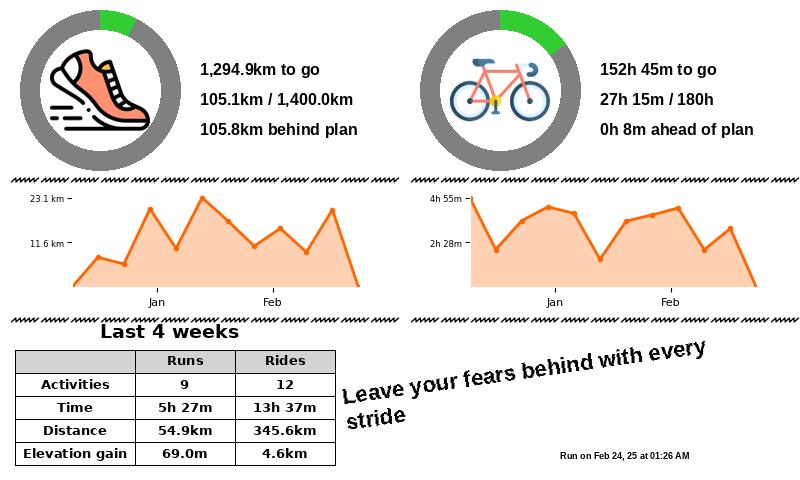 1,294.9km to go
105.1km / 1,400.0km
105.8km behind plan
152h 45m to go
27h 15m / 180h
0h 8m ahead of plan
23.1 km
11.6 km
Jan Feb
4h 55m
2h 28m
Jan Feb
Last 4 weeks
Runs Rides
Activities 9 12
Time 5h 27m 13h 37m
Distance 54.9km 345.6km
Elevation gain 69.0m 4.6km
Leave your fears behind with every
stride
Run on Feb 24, 25 at 01:26 AM